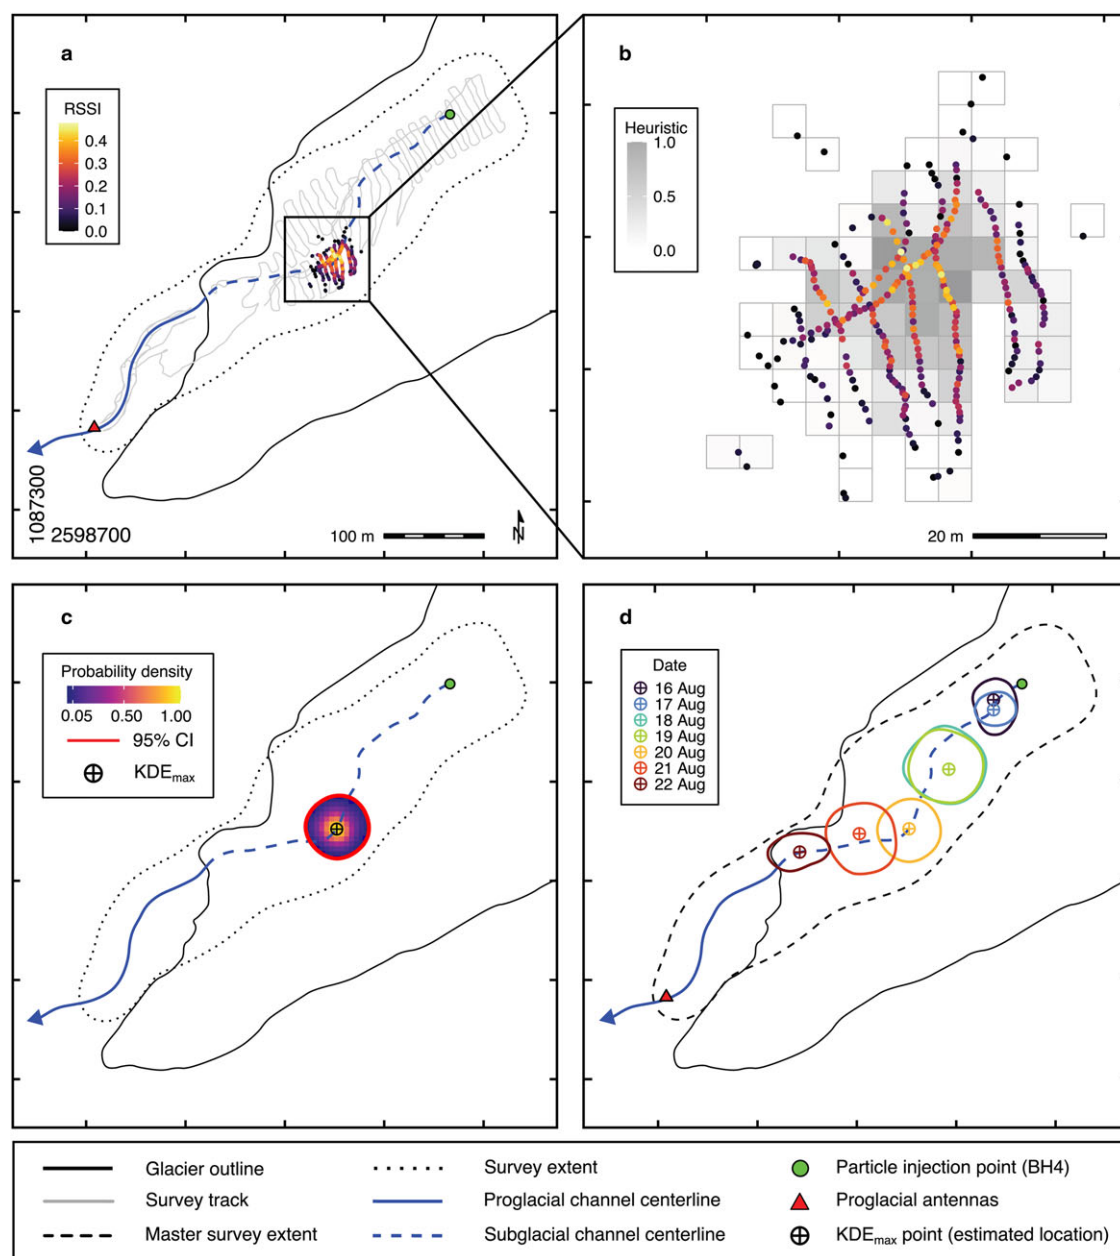 a
RSSI
0.4
0.3
0.2
0.1
0.0
1087300
2598700
100 m
N
b
Heuristic
1.0
0.5
0.0
20 m
c
Probability density
0.05 0.50 1.00
95% CI
KDEmax
d
Date
16 Aug
17 Aug
18 Aug
19 Aug
20 Aug
21 Aug
22 Aug
Glacier outline
Survey track
Master survey extent
Survey extent
Proglacial channel centerline
Subglacial channel centerline
Particle injection point (BH4)
Proglacial antennas
KDEmax point (estimated location)